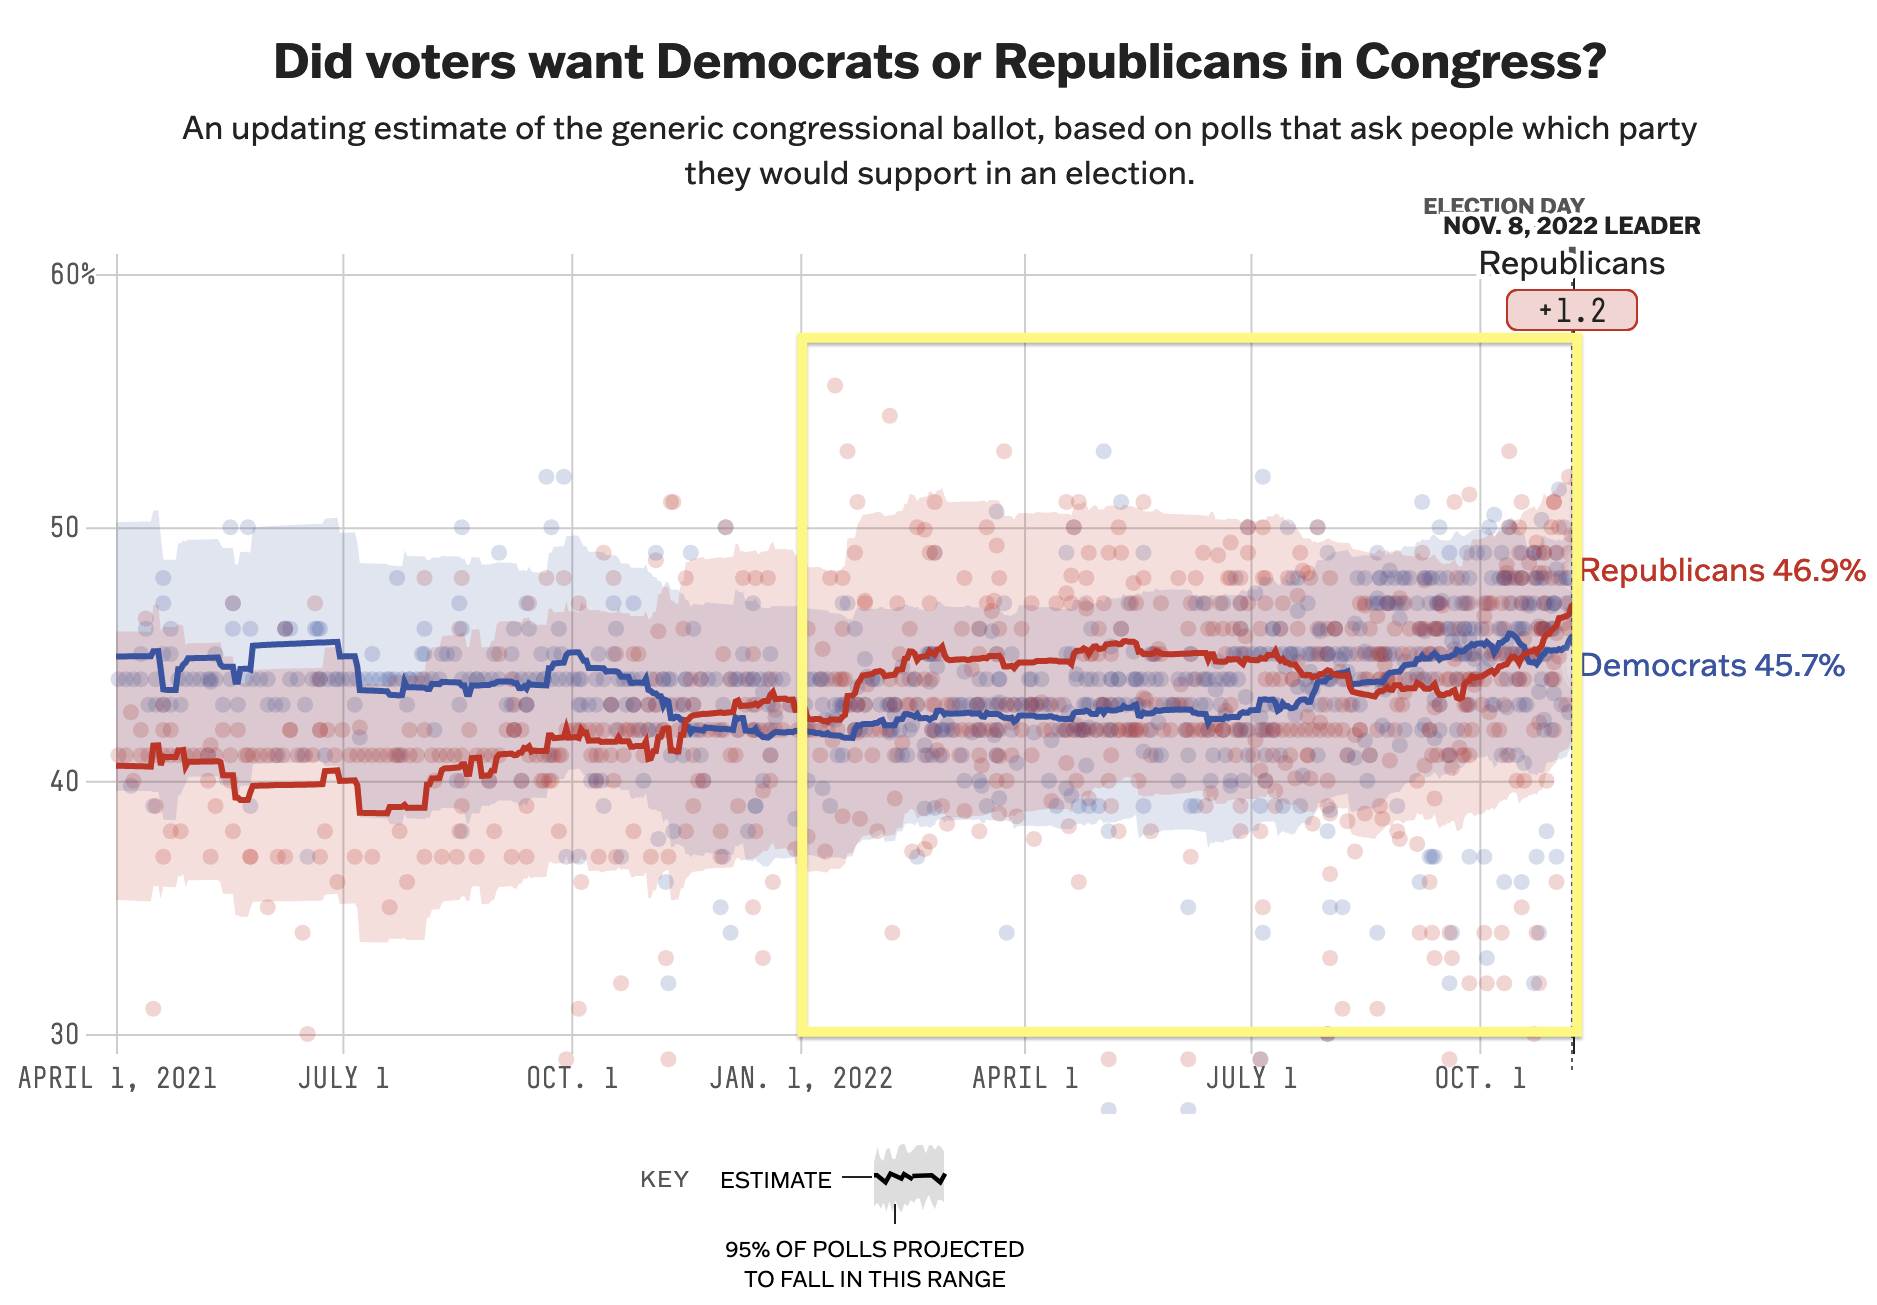 Did voters want Democrats or Republicans in Congress?
An updating estimate of the generic congressional ballot, based on polls that ask people which party
they would support in an election.
ELECTION DAY
NOV. 8, 2022 LEADER
Republicans
+1.2
60%
50
40
30
Republicans 46.9%
Democrats 45.7%
APRIL 1, 2021
JULY 1
OCT. 1
JAN. 1, 2022
APRIL 1
JULY 1
OCT. 1
KEY
ESTIMATE
95% OF POLLS PROJECTED
TO FALL IN THIS RANGE